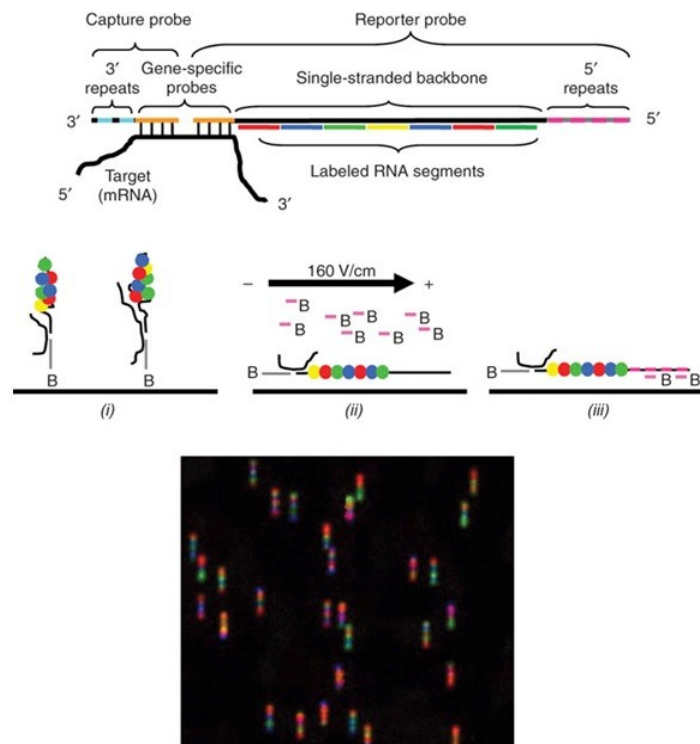 Capture probe
Reporter probe
3′ repeats
Gene-specific probes
Single-stranded backbone
5′ repeats
3′
5′
Target (mRNA)
5′
3′
Labeled RNA segments
160 V/cm
−
+
B
B
B
B
B
B
B
B
B
B
B
B
B
(i)
(ii)
(iii)